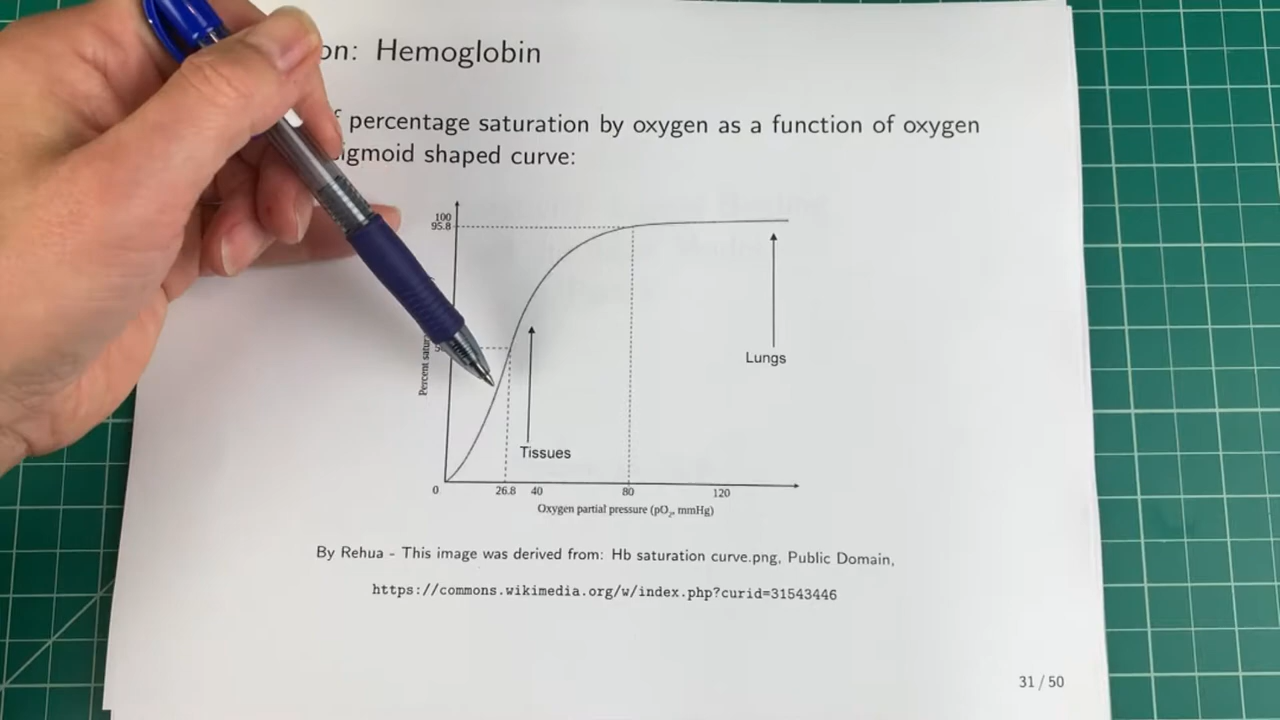 on: Hemoglobin
percentage saturation by oxygen as a function of oxygen
igmoid shaped curve:
100
95.8
Percent satur
Tissues
Lungs
0 26.8 40 80 120
Oxygen partial pressure (pO2, mmHg)
By Rehua - This image was derived from: Hb saturation curve.png, Public Domain,
https://commons.wikimedia.org/w/index.php?curid=31543446
31 / 50